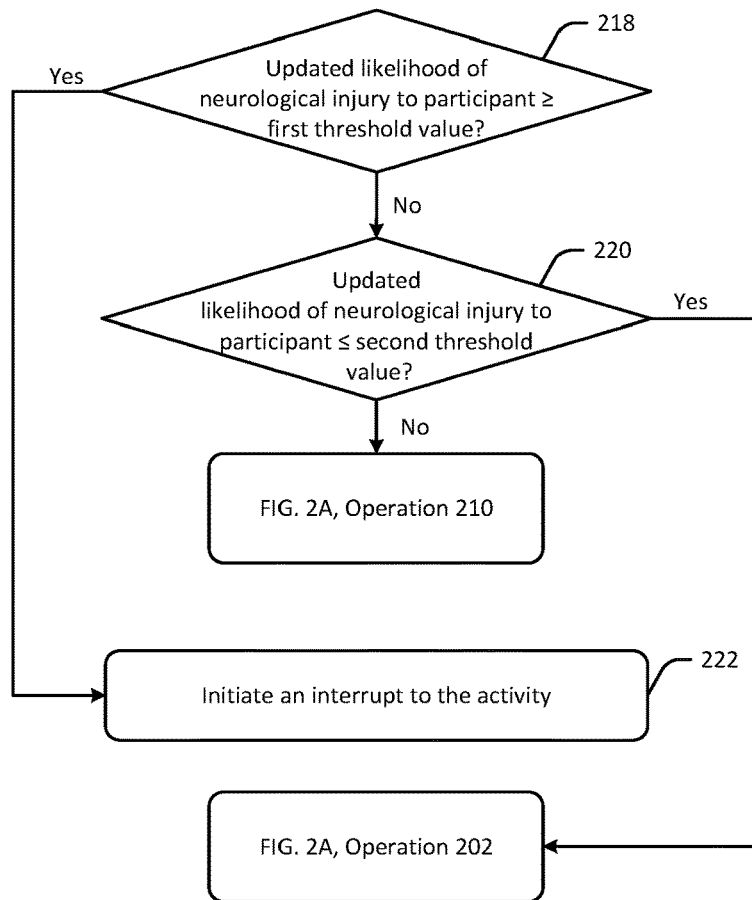 218
Yes
Updated likelihood of
neurological injury to participant ≥
first threshold value?
No
220
Updated
likelihood of neurological injury to
participant ≤ second threshold
value?
Yes
No
FIG. 2A, Operation 210
222
Initiate an interrupt to the activity
FIG. 2A, Operation 202